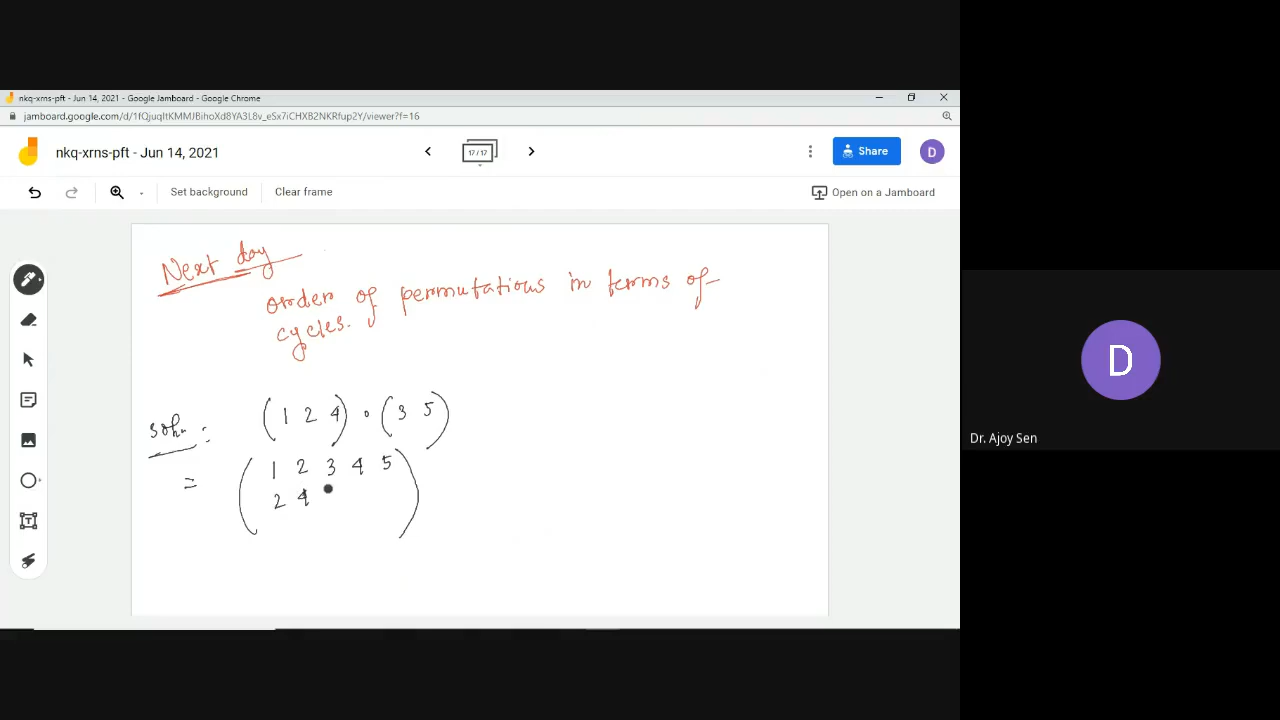 nkq-xrns-pft - Jun 14, 2021 - Google Jamboard - Google Chrome
jamboard.google.com/d/1fQjuqItKMMJBihoXd8YA3L8v_eSx7iCHXB2NKRfup2Y/viewer?f=16
nkq-xrns-pft - Jun 14, 2021
17 / 17
Share
D
Set background
Clear frame
Open on a Jamboard
Next day
order of permutations in terms of
cycles.
Soln :
(1 2 4) ∘ (3 5)
= ( 1 2 3 4 5
2 4 )
D
Dr. Ajoy Sen